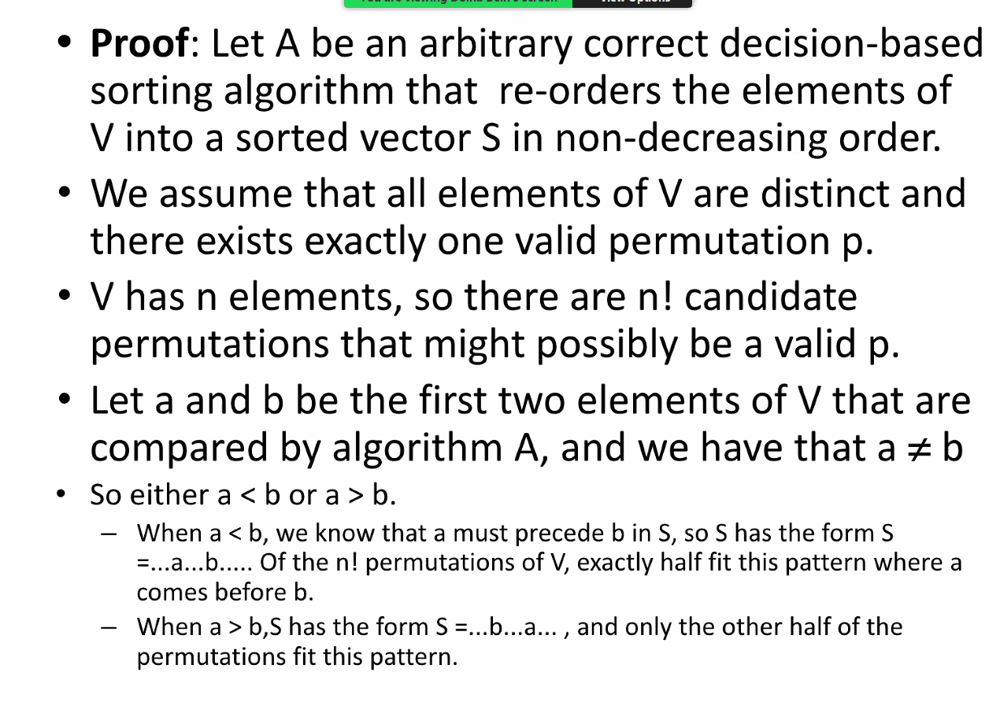 View Options
• Proof: Let A be an arbitrary correct decision-based
sorting algorithm that re-orders the elements of
V into a sorted vector S in non-decreasing order.
• We assume that all elements of V are distinct and
there exists exactly one valid permutation p.
• V has n elements, so there are n! candidate
permutations that might possibly be a valid p.
• Let a and b be the first two elements of V that are
compared by algorithm A, and we have that a ≠ b
• So either a < b or a > b.
– When a < b, we know that a must precede b in S, so S has the form S
=...a...b..... Of the n! permutations of V, exactly half fit this pattern where a
comes before b.
– When a > b,S has the form S =...b...a... , and only the other half of the
permutations fit this pattern.